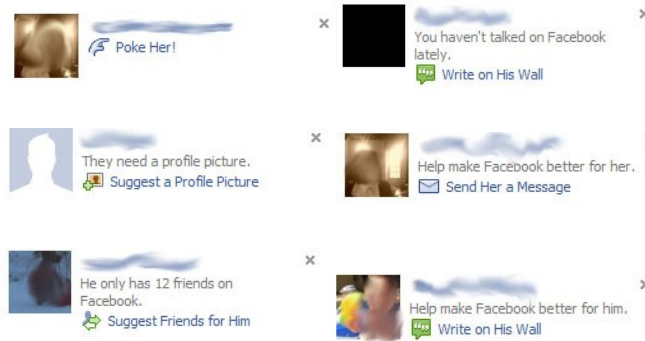 Poke Her!
You haven't talked on Facebook
lately.
Write on His Wall
They need a profile picture.
Suggest a Profile Picture
Help make Facebook better for her.
Send Her a Message
He only has 12 friends on
Facebook.
Suggest Friends for Him
Help make Facebook better for him.
Write on His Wall